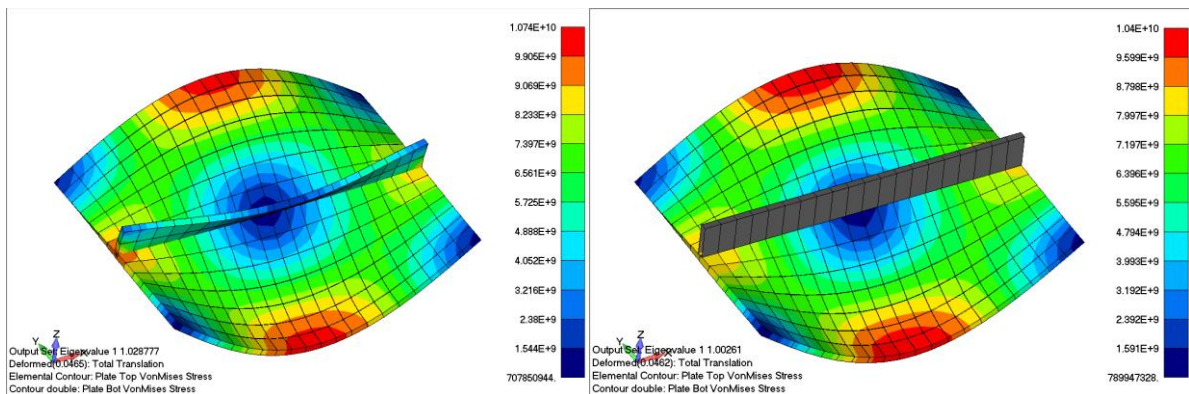 1.074E+10
9.905E+9
9.069E+9
8.233E+9
7.397E+9
6.561E+9
5.725E+9
4.888E+9
4.052E+9
3.216E+9
2.38E+9
1.544E+9
707850944.
Y
Z
X
Output Set: Eigenvalue 1 1.028777
Deformed(0.0465): Total Translation
Elemental Contour: Plate Top VonMises Stress
Contour double: Plate Bot VonMises Stress
1.04E+10
9.599E+9
8.798E+9
7.997E+9
7.197E+9
6.396E+9
5.595E+9
4.794E+9
3.993E+9
3.192E+9
2.392E+9
1.591E+9
789947328.
Y
Z
X
Output Set: Eigenvalue 1 1.00261
Deformed(0.0462): Total Translation
Elemental Contour: Plate Top VonMises Stress
Contour double: Plate Bot VonMises Stress